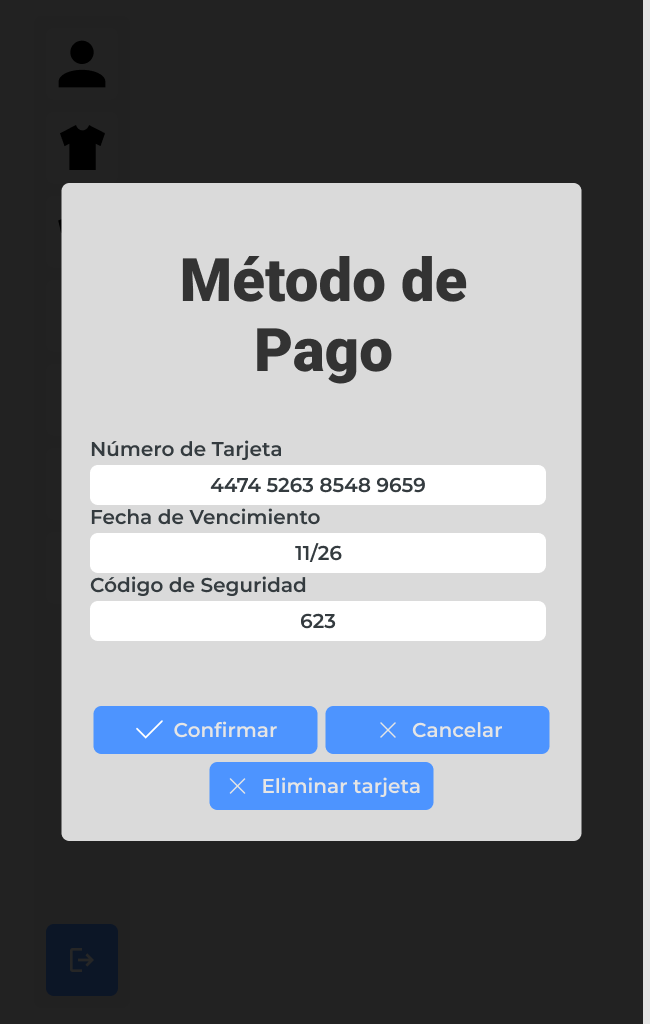 Método de
Pago
Número de Tarjeta
4474 5263 8548 9659
Fecha de Vencimiento
11/26
Código de Seguridad
623
Confirmar
Cancelar
Eliminar tarjeta